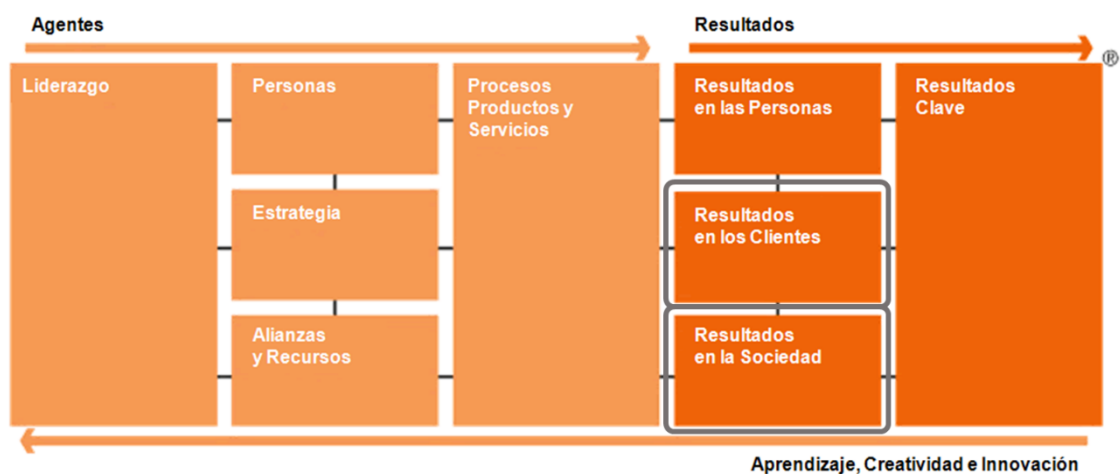 Agentes
Resultados
®
Liderazgo
Personas
Procesos
Productos y
Servicios
Resultados
en las Personas
Resultados
Clave
Estrategia
Resultados
en los Clientes
Alianzas
y Recursos
Resultados
en la Sociedad
Aprendizaje, Creatividad e Innovación